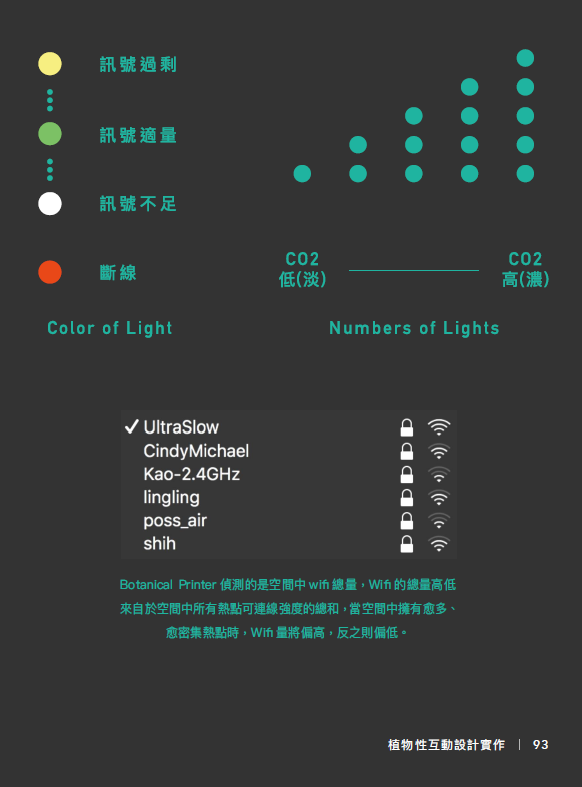 訊號過剩
訊號適量
訊號不足
斷線
Color of Light
CO2
低(淡)
CO2
高(濃)
Numbers of Lights
UltraSlow
CindyMichael
Kao-2.4GHz
lingling
poss_air
shih
Botanical Printer 偵測的是空間中 wifi 總量，Wifi 的總量高低
來自於空間中所有熱點可連線強度的總和，當空間中擁有愈多、
愈密集熱點時，Wifi 量將偏高，反之則偏低。
植物性互動設計實作 | 93